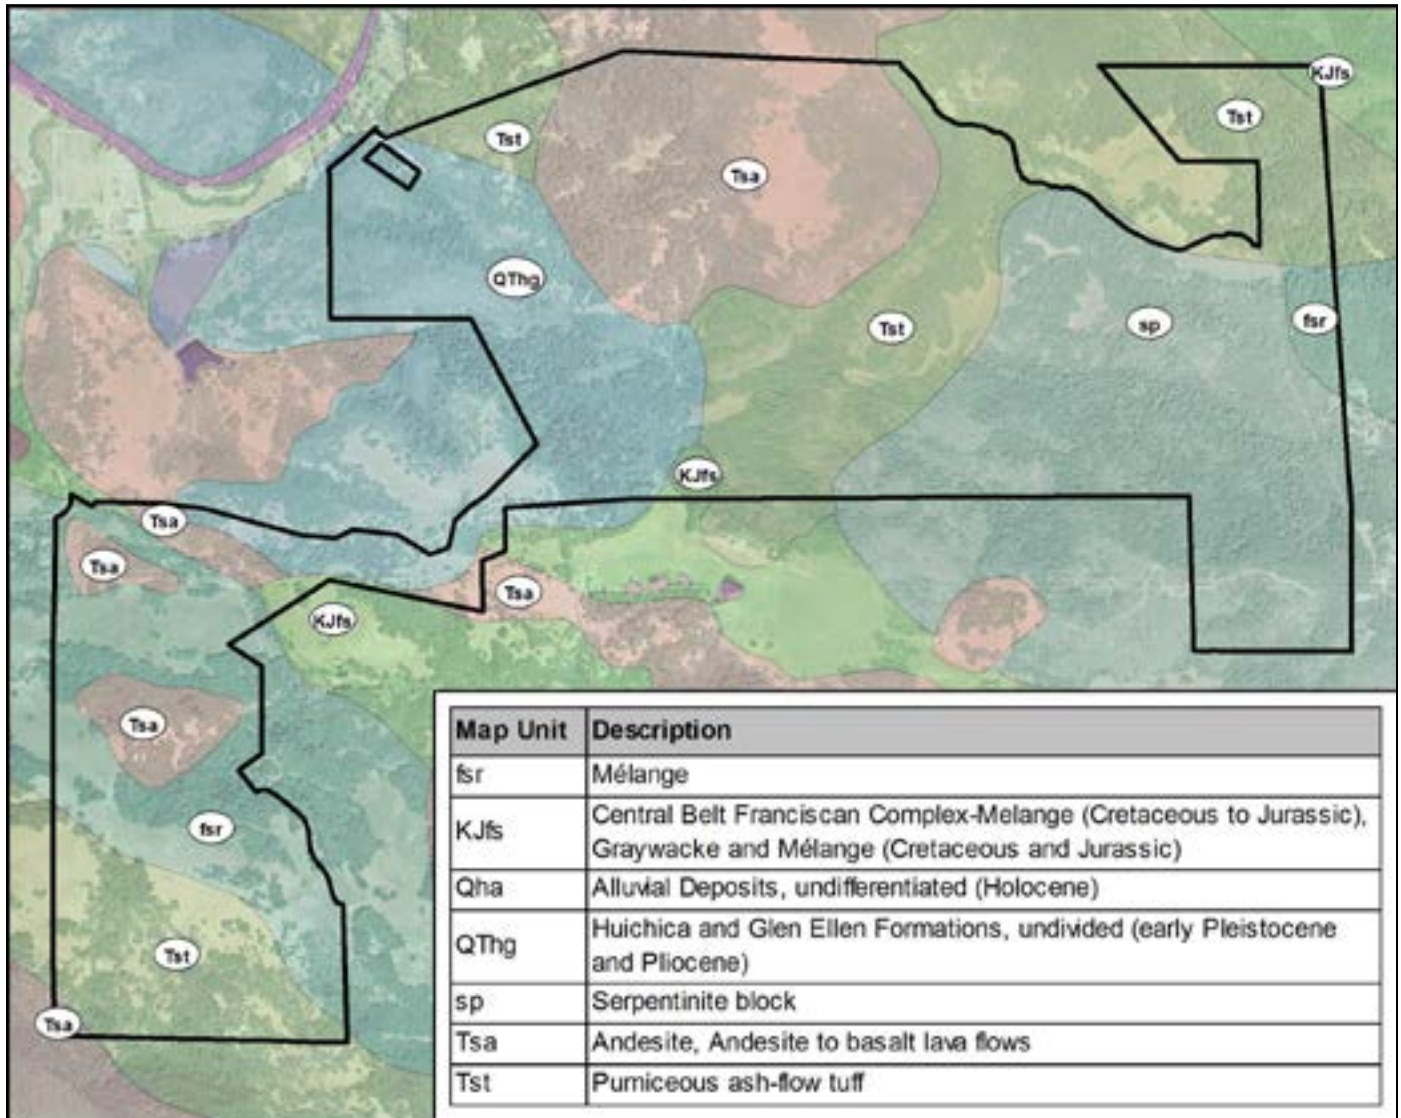 KJfs
Tst
Tst
Tsa
QThg
sp
fsr
Tst
KJfs
Tsa
Tsa
Tsa
KJfs
Tsa
fsr
Tst
Tsa
Map Unit Description
fsr Mélange
KJfs Central Belt Franciscan Complex-Melange (Cretaceous to Jurassic),
Graywacke and Mélange (Cretaceous and Jurassic)
Qha Alluvial Deposits, undifferentiated (Holocene)
QThg Huichica and Glen Ellen Formations, undivided (early Pleistocene
and Pliocene)
sp Serpentinite block
Tsa Andesite, Andesite to basalt lava flows
Tst Pumiceous ash-flow tuff